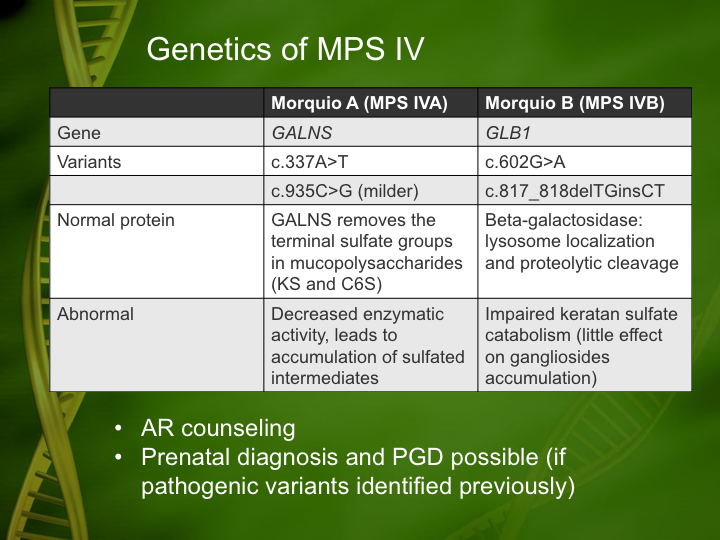 Genetics of MPS IV
Morquio A (MPS IVA) Morquio B (MPS IVB)
Gene GALNS GLB1
Variants c.337A>T c.602G>A
c.935C>G (milder) c.817_818delTGinsCT
Normal protein
GALNS removes the
terminal sulfate groups
in mucopolysaccharides
(KS and C6S)
Beta-galactosidase:
lysosome localization
and proteolytic cleavage
Abnormal
Decreased enzymatic
activity, leads to
accumulation of sulfated
intermediates
Impaired keratan sulfate
catabolism (little effect
on gangliosides
accumulation)
• AR counseling
• Prenatal diagnosis and PGD possible (if
pathogenic variants identified previously)